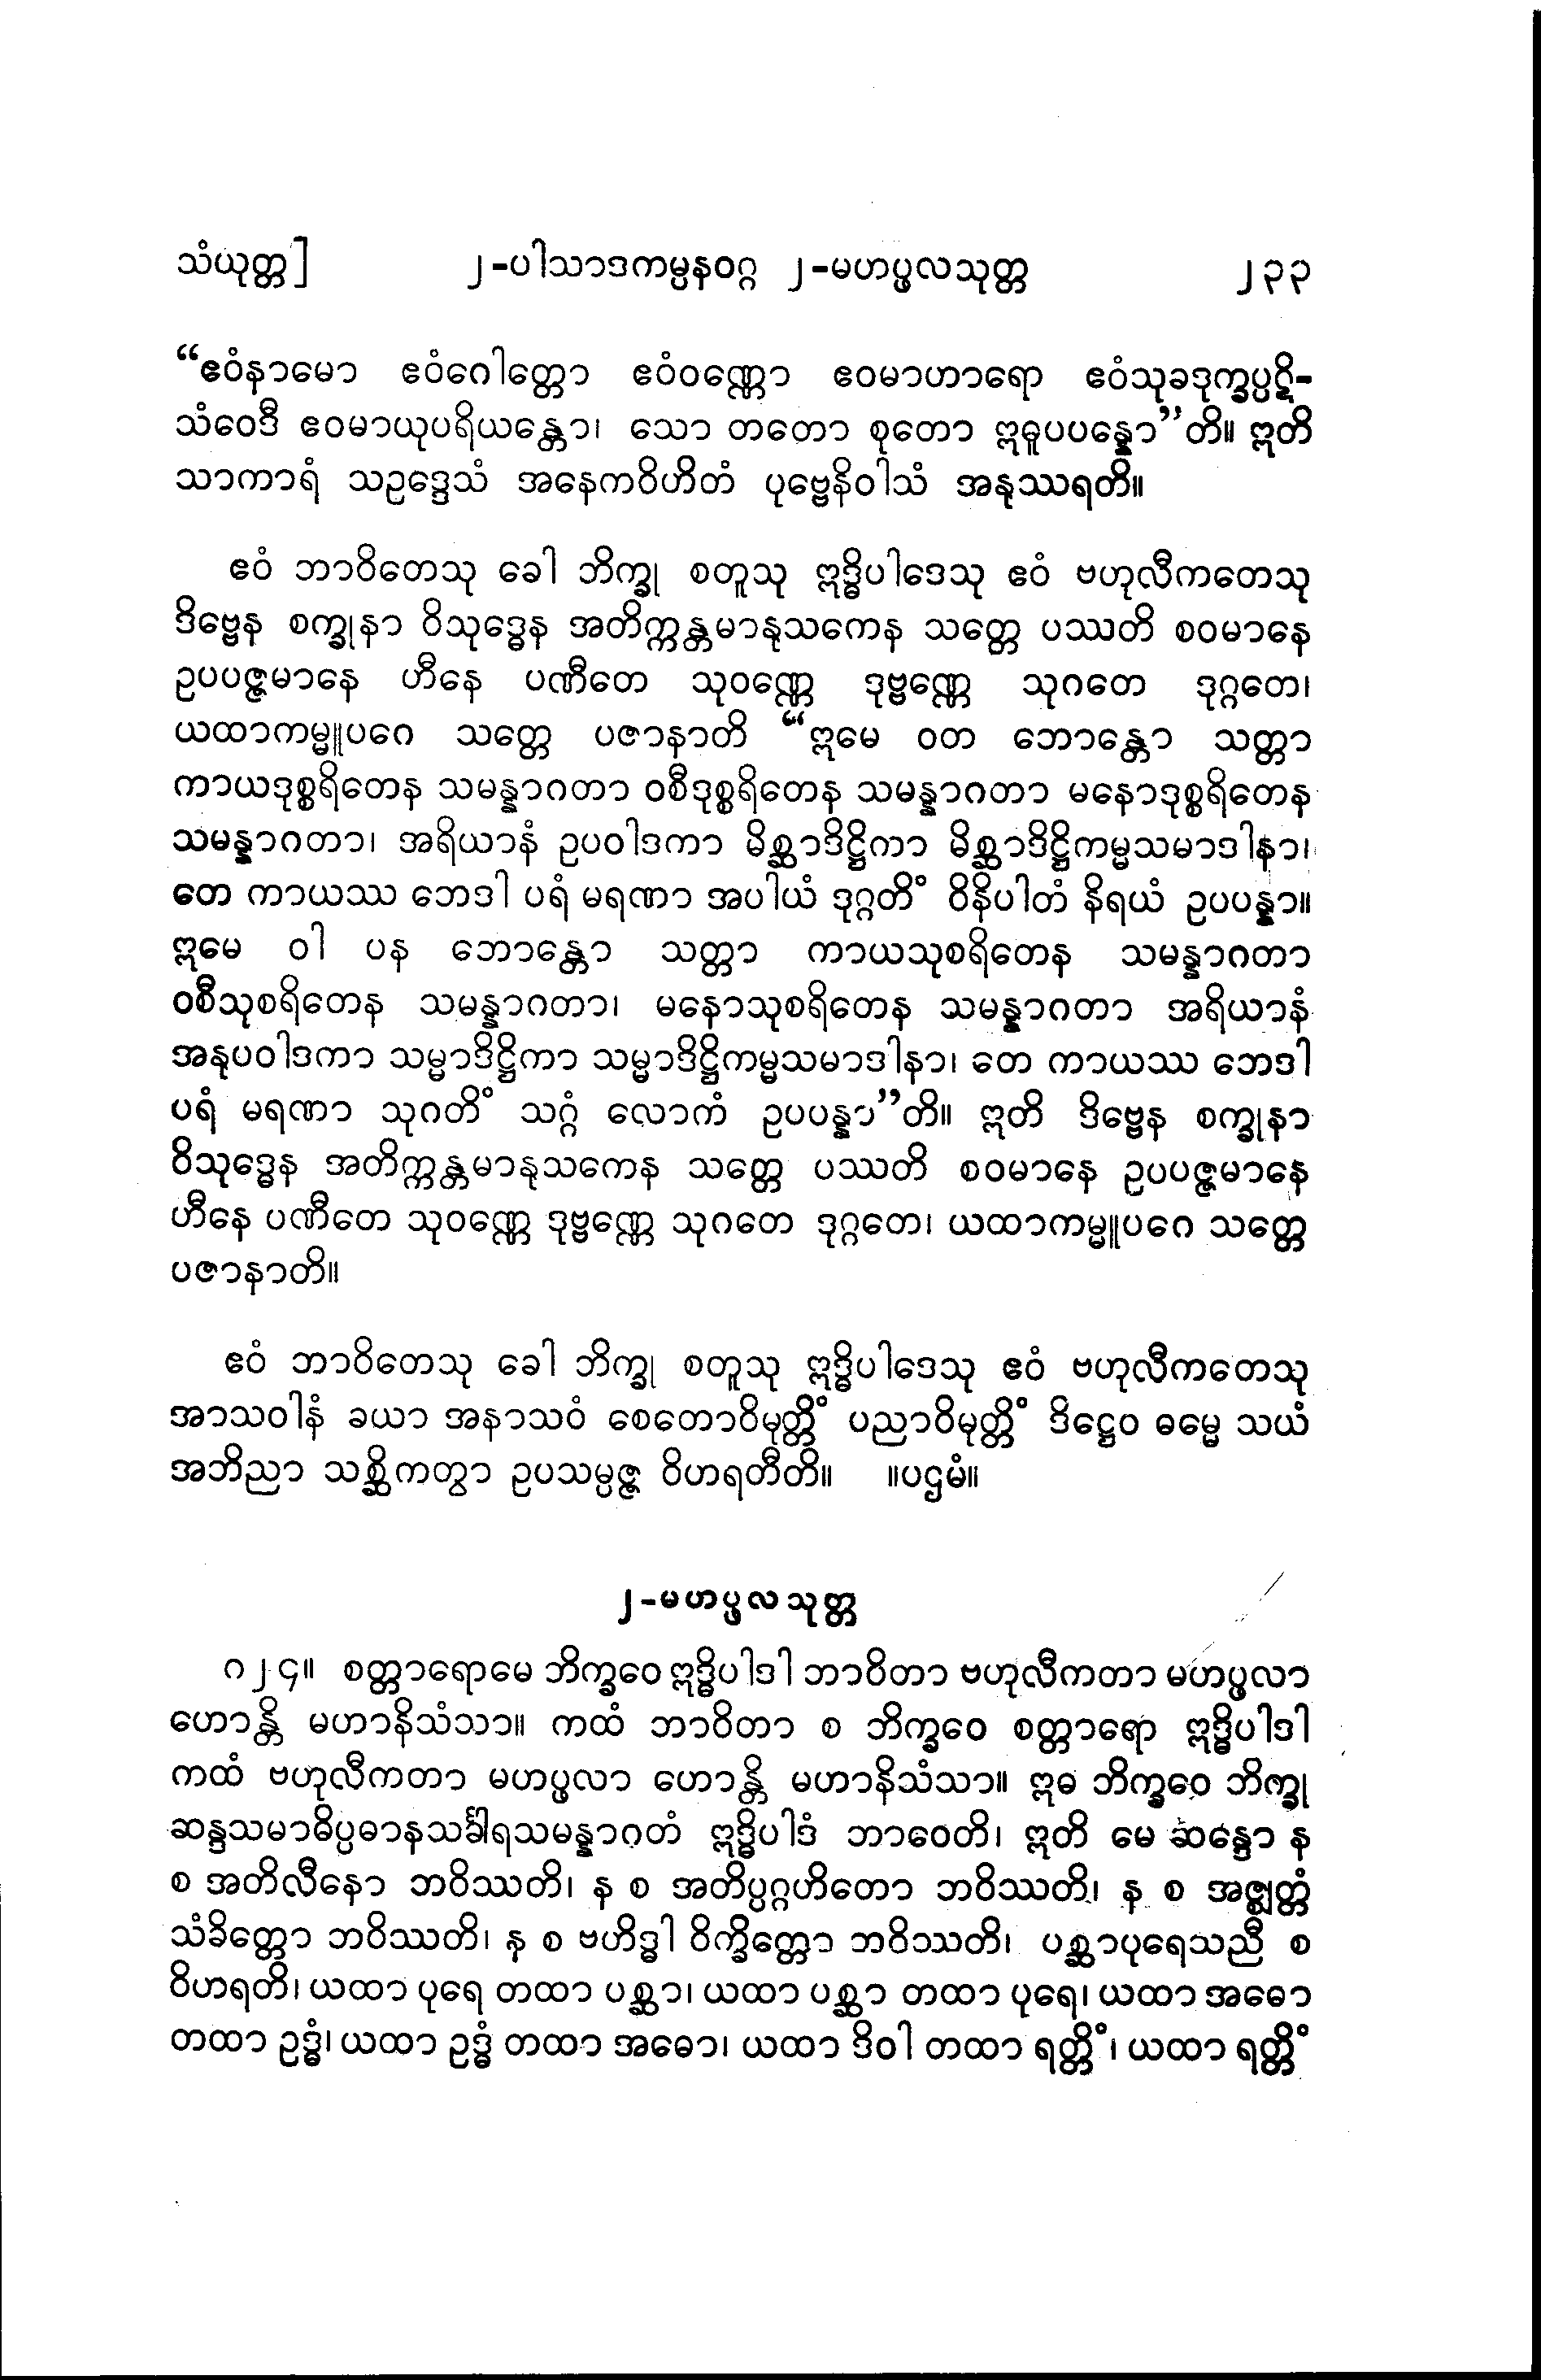 သံယုတ္တ] ၂-ပါသာဒကမ္ပနဝဂ္ဂ ၂-မဟပ္ဖလသုတ္တ ၂၃၃
“ဧဝံနာမော ဧဝံဂေါတ္တော ဧဝံဝဏ္ဏော ဧဝမာဟာရော ဧဝံသုခဒုက္ခပ္ပဋိ-
သံဝေဒီ ဧဝမာယုပရိယန္တော၊ သော တတော စုတော ဣဓူပပန္နော”တိ။ ဣတိ
သာကာရံ သဥဒ္ဒေသံ အနေကဝိဟိတံ ပုဗ္ဗေနိဝါသံ အနုဿရတိ။
ဧဝံ ဘာဝိတေသု ခေါ ဘိက္ခု စတူသု ဣဒ္ဓိပါဒေသု ဧဝံ ဗဟုလီကတေသု
ဒိဗ္ဗေန စက္ခုနာ ဝိသုဒ္ဓေန အတိက္ကန္တမာနုသကေန သတ္တေ ပဿတိ စဝမာနေ
ဥပပဇ္ဇမာနေ ဟီနေ ပဏီတေ သုဝဏ္ဏေ ဒုဗ္ဗဏ္ဏေ သုဂတေ ဒုဂ္ဂတေ၊
ယထာကမ္မူပဂေ သတ္တေ ပဇာနာတိ “ဣမေ ဝတ ဘောန္တော သတ္တာ
ကာယဒုစ္စရိတေန သမန္နာဂတာ ဝစီဒုစ္စရိတေန သမန္နာဂတာ မနောဒုစ္စရိတေန
သမန္နာဂတာ၊ အရိယာနံ ဥပဝါဒကာ မိစ္ဆာဒိဋ္ဌိကာ မိစ္ဆာဒိဋ္ဌိကမ္မသမာဒါနာ၊
တေ ကာယဿ ဘေဒါ ပရံ မရဏာ အပါယံ ဒုဂ္ဂတိံ ဝိနိပါတံ နိရယံ ဥပပန္နာ။
ဣမေ ဝါ ပန ဘောန္တော သတ္တာ ကာယသုစရိတေန သမန္နာဂတာ
ဝစီသုစရိတေန သမန္နာဂတာ၊ မနောသုစရိတေန သမန္နာဂတာ အရိယာနံ
အနုပဝါဒကာ သမ္မာဒိဋ္ဌိကာ သမ္မာဒိဋ္ဌိကမ္မသမာဒါနာ၊ တေ ကာယဿ ဘေဒါ
ပရံ မရဏာ သုဂတိံ သဂ္ဂံ လောကံ ဥပပန္နာ”တိ။ ဣတိ ဒိဗ္ဗေန စက္ခုနာ
ဝိသုဒ္ဓေန အတိက္ကန္တမာနုသကေန သတ္တေ ပဿတိ စဝမာနေ ဥပပဇ္ဇမာနေ
ဟီနေ ပဏီတေ သုဝဏ္ဏေ ဒုဗ္ဗဏ္ဏေ သုဂတေ ဒုဂ္ဂတေ၊ ယထာကမ္မူပဂေ သတ္တေ
ပဇာနာတိ။
ဧဝံ ဘာဝိတေသု ခေါ ဘိက္ခု စတူသု ဣဒ္ဓိပါဒေသု ဧဝံ ဗဟုလီကတေသု
အာသဝါနံ ခယာ အနာသဝံ စေတောဝိမုတ္တိံ ပညာဝိမုတ္တိံ ဒိဋ္ဌေဝ ဓမ္မေ သယံ
အဘိညာ သစ္ဆိကတွာ ဥပသမ္ပဇ္ဇ ဝိဟရတီတိ။ ။ပဌမံ။
၂-မဟပ္ဖလသုတ္တ
၈၂၄။ စတ္တာရောမေ ဘိက္ခဝေ ဣဒ္ဓိပါဒါ ဘာဝိတာ ဗဟုလီကတာ မဟပ္ဖလာ
ဟောန္တိ မဟာနိသံသာ။ ကထံ ဘာဝိတာ စ ဘိက္ခဝေ စတ္တာရော ဣဒ္ဓိပါဒါ
ကထံ ဗဟုလီကတာ မဟပ္ဖလာ ဟောန္တိ မဟာနိသံသာ။ ဣဓ ဘိက္ခဝေ ဘိက္ခု
ဆန္ဒသမာဓိပ္ပဓာနသင်္ခါရသမန္နာဂတံ ဣဒ္ဓိပါဒံ ဘာဝေတိ၊ ဣတိ မေ ဆန္ဒော န
စ အတိလီနော ဘဝိဿတိ၊ န စ အတိပ္ပဂ္ဂဟိတော ဘဝိဿတိ၊ န စ အဇ္ဈတ္တံ
သံခိတ္တော ဘဝိဿတိ၊ န စ ဗဟိဒ္ဓါ ဝိက္ခိတ္တော ဘဝိဿတိ၊ ပစ္ဆာပုရေသညီ စ
ဝိဟရတိ၊ ယထာ ပုရေ တထာ ပစ္ဆာ၊ ယထာ ပစ္ဆာ တထာ ပုရေ၊ ယထာ အဓော
တထာ ဥဒ္ဓံ၊ ယထာ ဥဒ္ဓံ တထာ အဓော၊ ယထာ ဒိဝါ တထာ ရတ္တိံ၊ ယထာ ရတ္တိံ